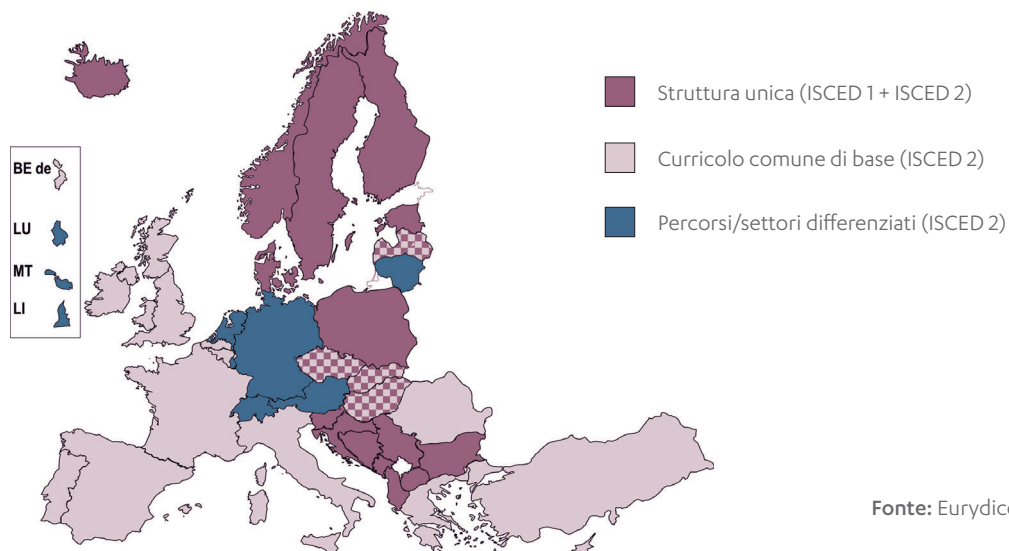 Struttura unica (ISCED 1 + ISCED 2)
Curricolo comune di base (ISCED 2)
Percorsi/settori differenziati (ISCED 2)
BE de
LU
MT
LI
Fonte: Eurydice